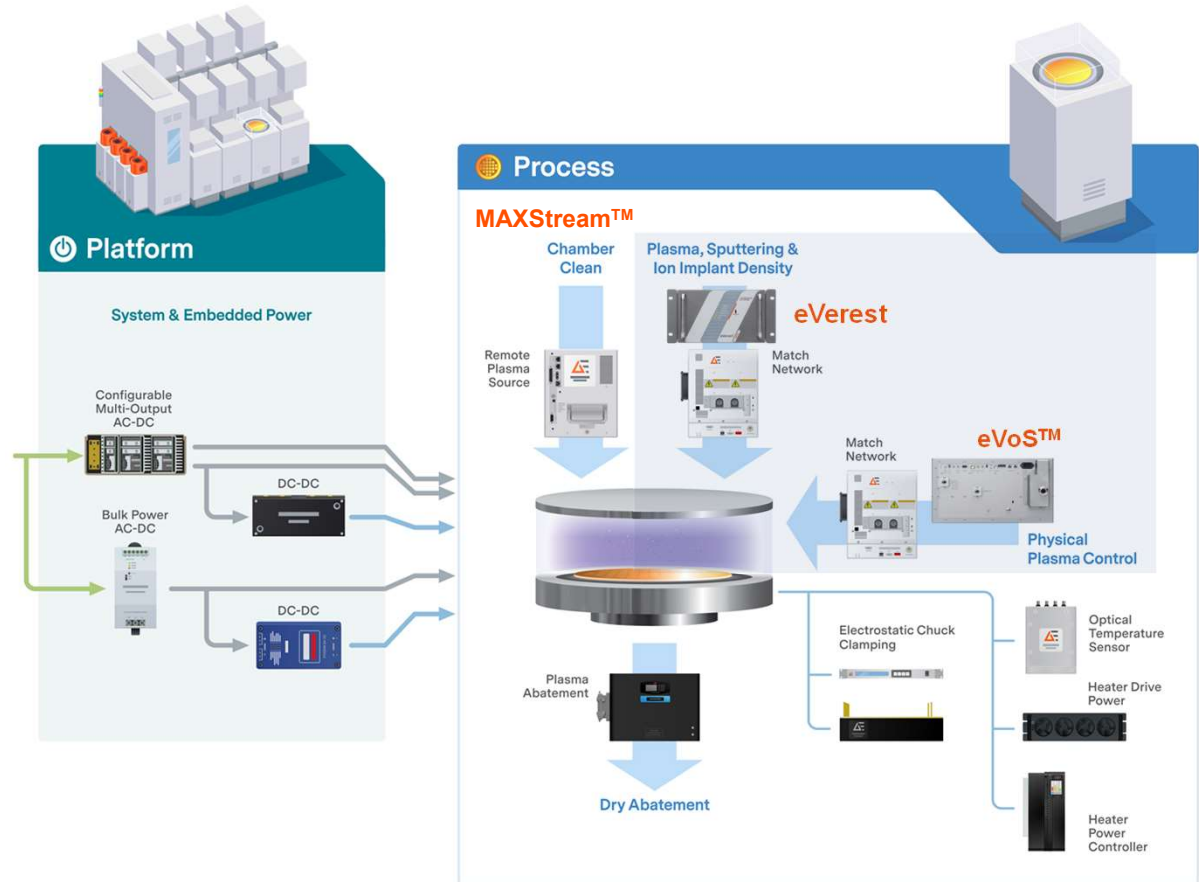 Platform
System & Embedded Power
Configurable
Multi-Output
AC-DC
DC-DC
Bulk Power
AC-DC
DC-DC
Process
MAXStream™
Chamber
Clean
Plasma, Sputtering &
Ion Implant Density
eVerest
Remote
Plasma
Source
Match
Network
Match
Network
eVoS™
Physical
Plasma Control
Electrostatic Chuck
Clamping
Optical
Temperature
Sensor
Plasma
Abatement
Heater Drive
Power
Dry Abatement
Heater
Power
Controller